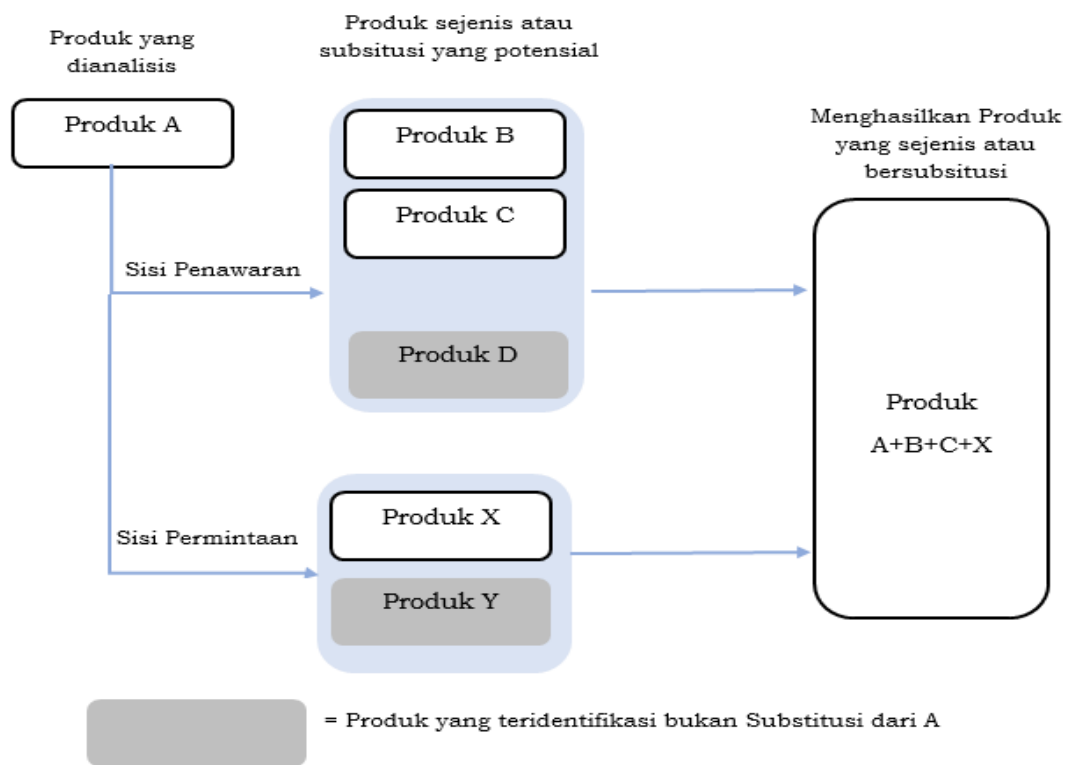 Produk yang
dianalisis
Produk A
Produk sejenis atau
subsitusi yang potensial
Produk B
Produk C
Produk D
Sisi Penawaran
Sisi Permintaan
Produk X
Produk Y
Menghasilkan Produk
yang sejenis atau
bersubsitusi
Produk
A+B+C+X
= Produk yang teridentifikasi bukan Substitusi dari A